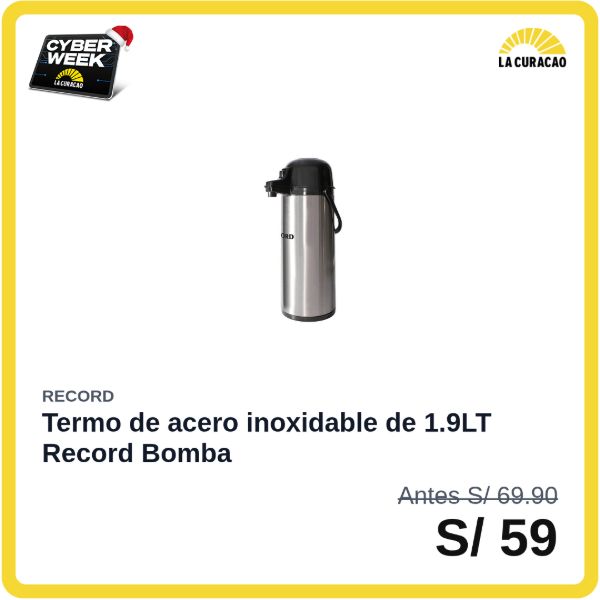 CYBER
WEEK
LA CURACAO
LA CURACAO
ORD
RECORD
Termo de acero inoxidable de 1.9LT
Record Bomba
Antes S/ 69.90
S/ 59